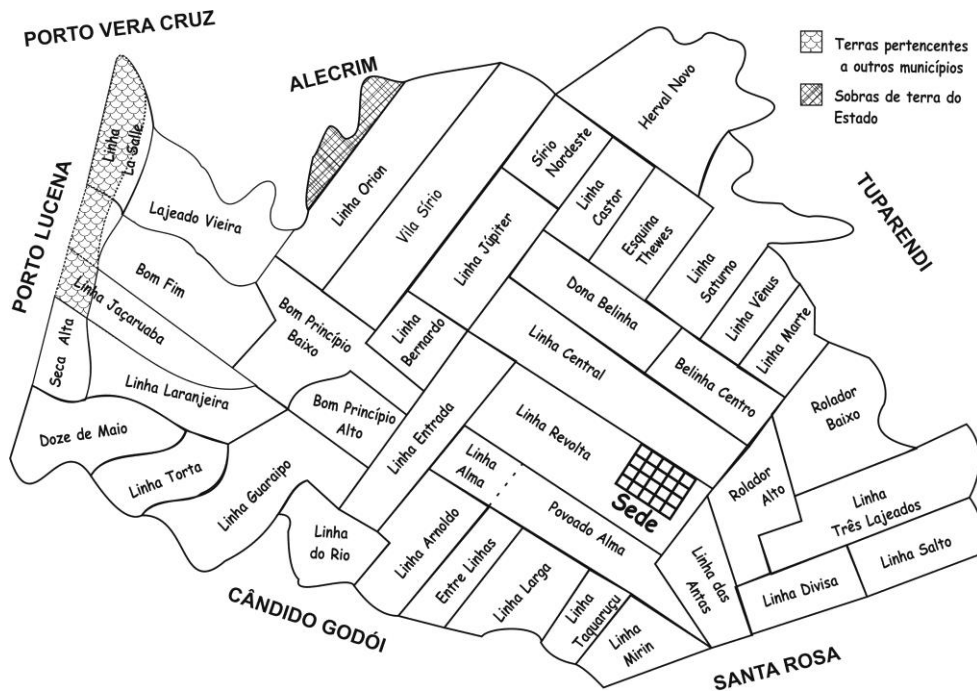 PORTO VERA CRUZ
ALECRIM
Terras pertencentes
a outros municípios
Sobras de terra do
Estado
PORTO LUCENA
TUPARENDI
CÂNDIDO GODÓI
SANTA ROSA
Linha
La Salle
Lajeado Vieira
Linha Orion
Vila Sírio
Sírio
Nordeste
Herval Novo
Linha
Castor
Esquina
Thewes
Linha Júpiter
Linha
Saturno
Linha Vênus
Linha Marte
Bom Fim
Linha Jaçaruaba
Bom Princípio
Baixo
Linha
Bernardo
Dona Belinha
Linha Central
Belinha Centro
Seca Alta
Linha Laranjeira
Bom Princípio
Alto
Linha Entrada
Linha Revolta
Rolador
Baixo
Doze de Maio
Linha Torta
Linha Guaraipo
Linha
Alma
Sede
Rolador
Alto
Linha
Três Lajeados
Linha
do Rio
Linha Arnoldo
Entre Linhas
Povoado Alma
Linha Larga
Linha
Taquaruçu
Linha
Mirin
Linha das
Antas
Linha Divisa
Linha Salto